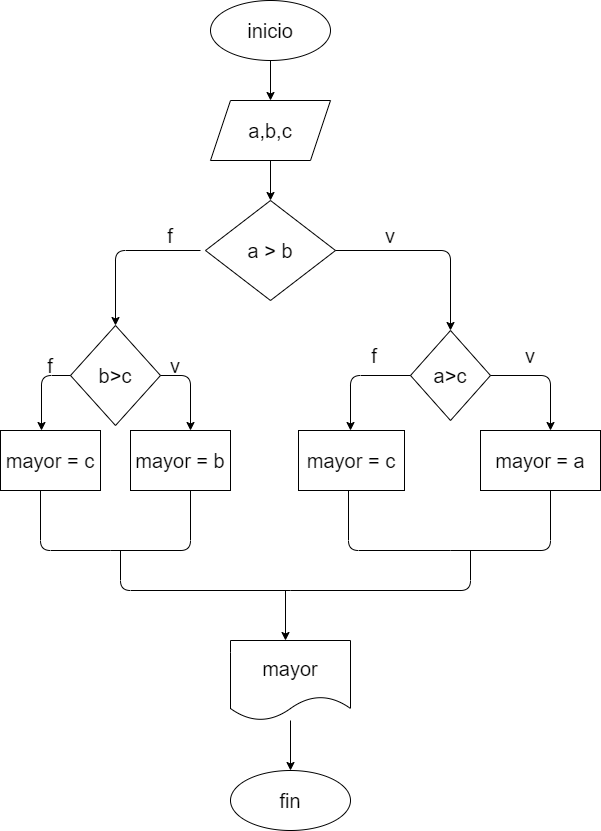 inicio
a,b,c
f
v
a > b
f
v
f
v
b>c
a>c
mayor = c
mayor = b
mayor = c
mayor = a
mayor
fin